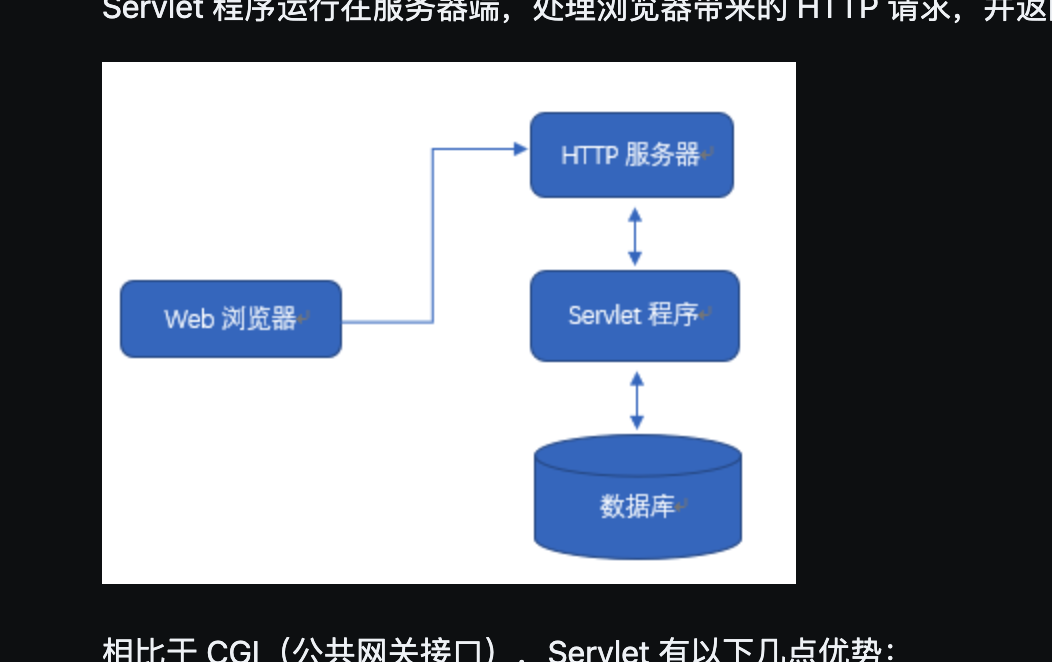 Servlet 程序运行在服务器端，处理浏览器带来的 HTTP 请求，并返
HTTP 服务器
Web 浏览器
Servlet 程序
数据库
相比于 CGI（公共网关接口），Servlet 有以下几点优势：